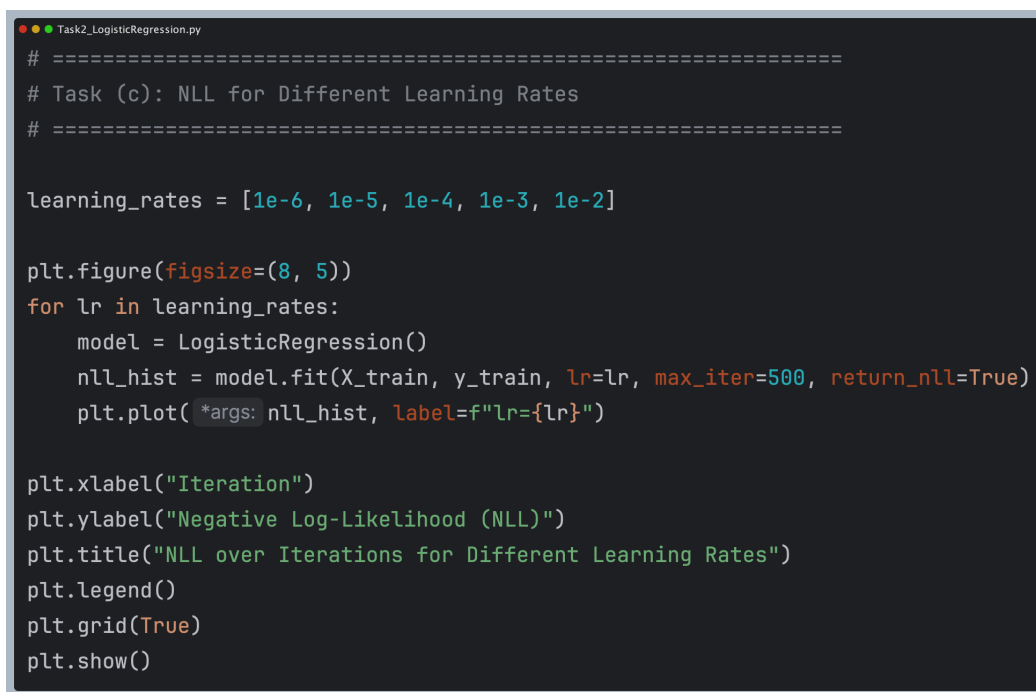 Task2_LogisticRegression.py
# ===============================================================
# Task (c): NLL for Different Learning Rates
# ===============================================================
learning_rates = [1e-6, 1e-5, 1e-4, 1e-3, 1e-2]
plt.figure(figsize=(8, 5))
for lr in learning_rates:
    model = LogisticRegression()
    nll_hist = model.fit(X_train, y_train, lr=lr, max_iter=500, return_nll=True)
    plt.plot( *args: nll_hist, label=f"lr={lr}")
plt.xlabel("Iteration")
plt.ylabel("Negative Log-Likelihood (NLL)")
plt.title("NLL over Iterations for Different Learning Rates")
plt.legend()
plt.grid(True)
plt.show()